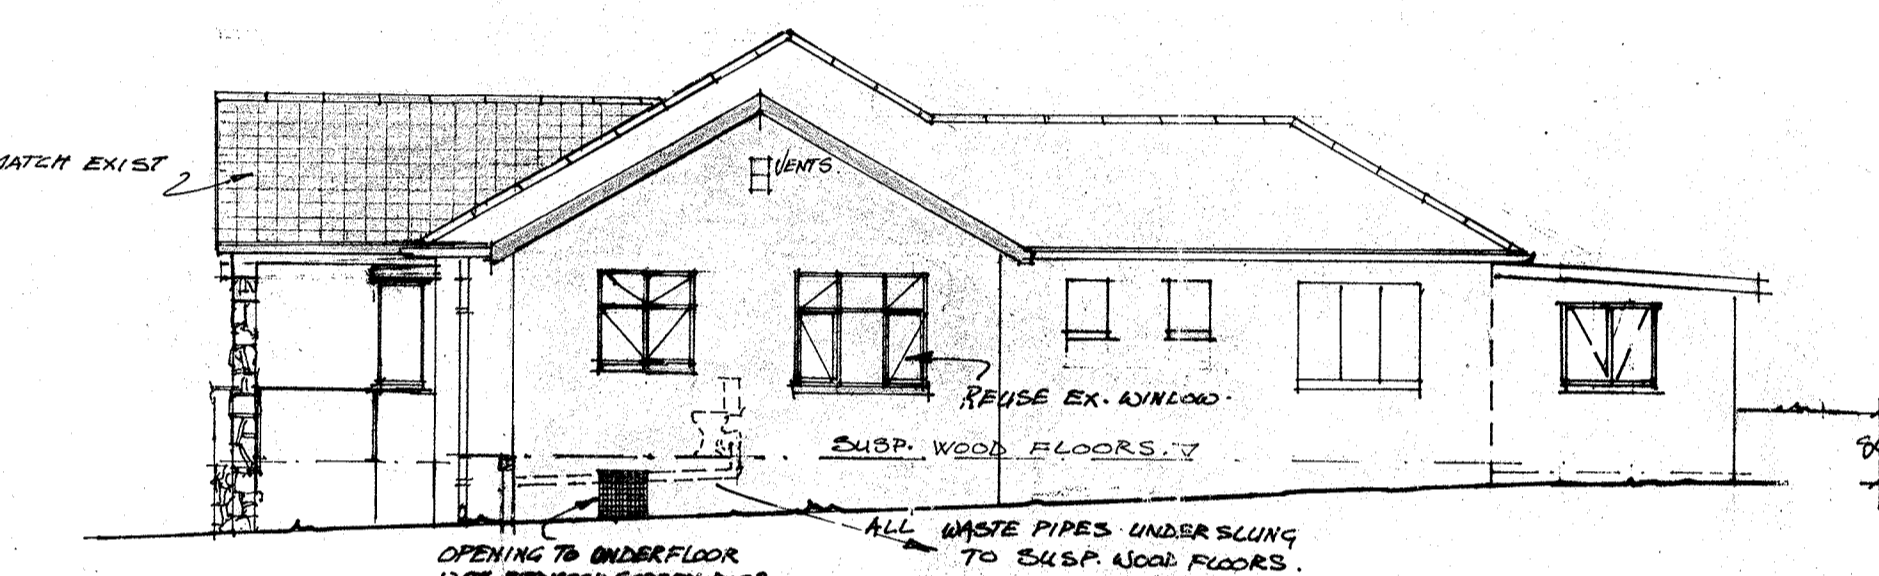 MATCH EXIST
VENTS.
REUSE EX. WINLOW.
SUSP. WOOD FLOORS.
ALL WASTE PIPES UNDERSLUNG
TO SUSP. WOOD FLOORS.
OPENING TO UNDERFLOOR